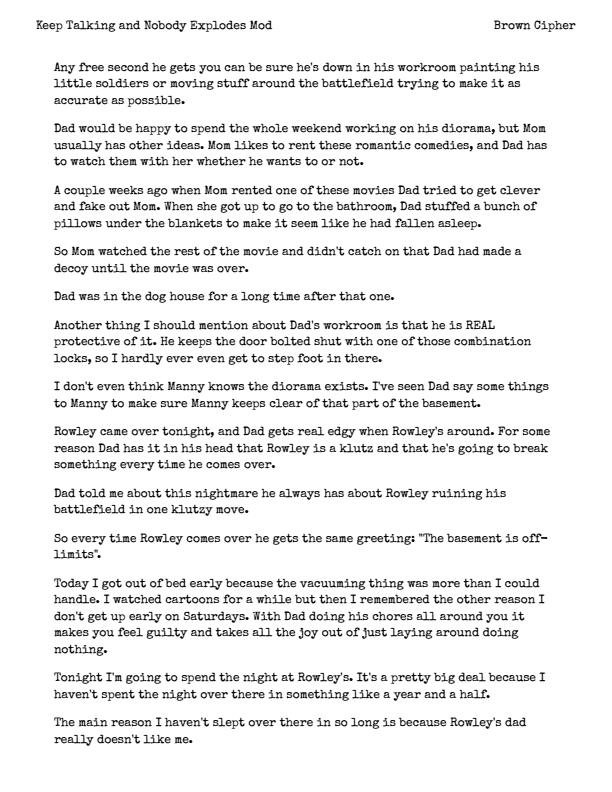 Keep Talking and Nobody Explodes Mod Brown Cipher
Any free second he gets you can be sure he's down in his workroom painting his
little soldiers or moving stuff around the battlefield trying to make it as
accurate as possible.
Dad would be happy to spend the whole weekend working on his diorama, but Mom
usually has other ideas. Mom likes to rent these romantic comedies, and Dad has
to watch them with her whether he wants to or not.
A couple weeks ago when Mom rented one of these movies Dad tried to get clever
and fake out Mom. When she got up to go to the bathroom, Dad stuffed a bunch of
pillows under the blankets to make it seem like he had fallen asleep.
So Mom watched the rest of the movie and didn't catch on that Dad had made a
decoy until the movie was over.
Dad was in the dog house for a long time after that one.
Another thing I should mention about Dad's workroom is that he is REAL
protective of it. He keeps the door bolted shut with one of those combination
locks, so I hardly ever even get to step foot in there.
I don't even think Manny knows the diorama exists. I've seen Dad say some things
to Manny to make sure Manny keeps clear of that part of the basement.
Rowley came over tonight, and Dad gets real edgy when Rowley's around. For some
reason Dad has it in his head that Rowley is a klutz and that he's going to break
something every time he comes over.
Dad told me about this nightmare he always has about Rowley ruining his
battlefield in one klutzy move.
So every time Rowley comes over he gets the same greeting: "The basement is off-
limits".
Today I got out of bed early because the vacuuming thing was more than I could
handle. I watched cartoons for a while but then I remembered the other reason I
don't get up early on Saturdays. With Dad doing his chores all around you it
makes you feel guilty and takes all the joy out of just laying around doing
nothing.
Tonight I'm going to spend the night at Rowley's. It's a pretty big deal because I
haven't spent the night over there in something like a year and a half.
The main reason I haven't slept over there in so long is because Rowley's dad
really doesn't like me.